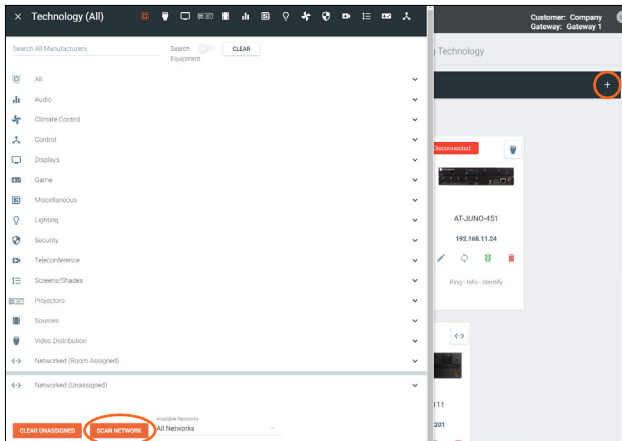 × Technology (All)
Customer: Company
Gateway: Gateway 1
Search All Manufacturers
Search
Equipment
CLEAR
Technology
+
All
Audio
Climate Control
Control
Displays
Game
Miscellaneous
Lighting
Security
Teleconference
Screens/Shades
Projectors
Sources
Video Distribution
Networked (Room Assigned)
Networked (Unassigned)
Disconnected
AT-JUNO-451
192.168.11.24
Ping - Info - Identify
111
201
CLEAR UNASSIGNED
SCAN NETWORK
Available Networks
All Networks